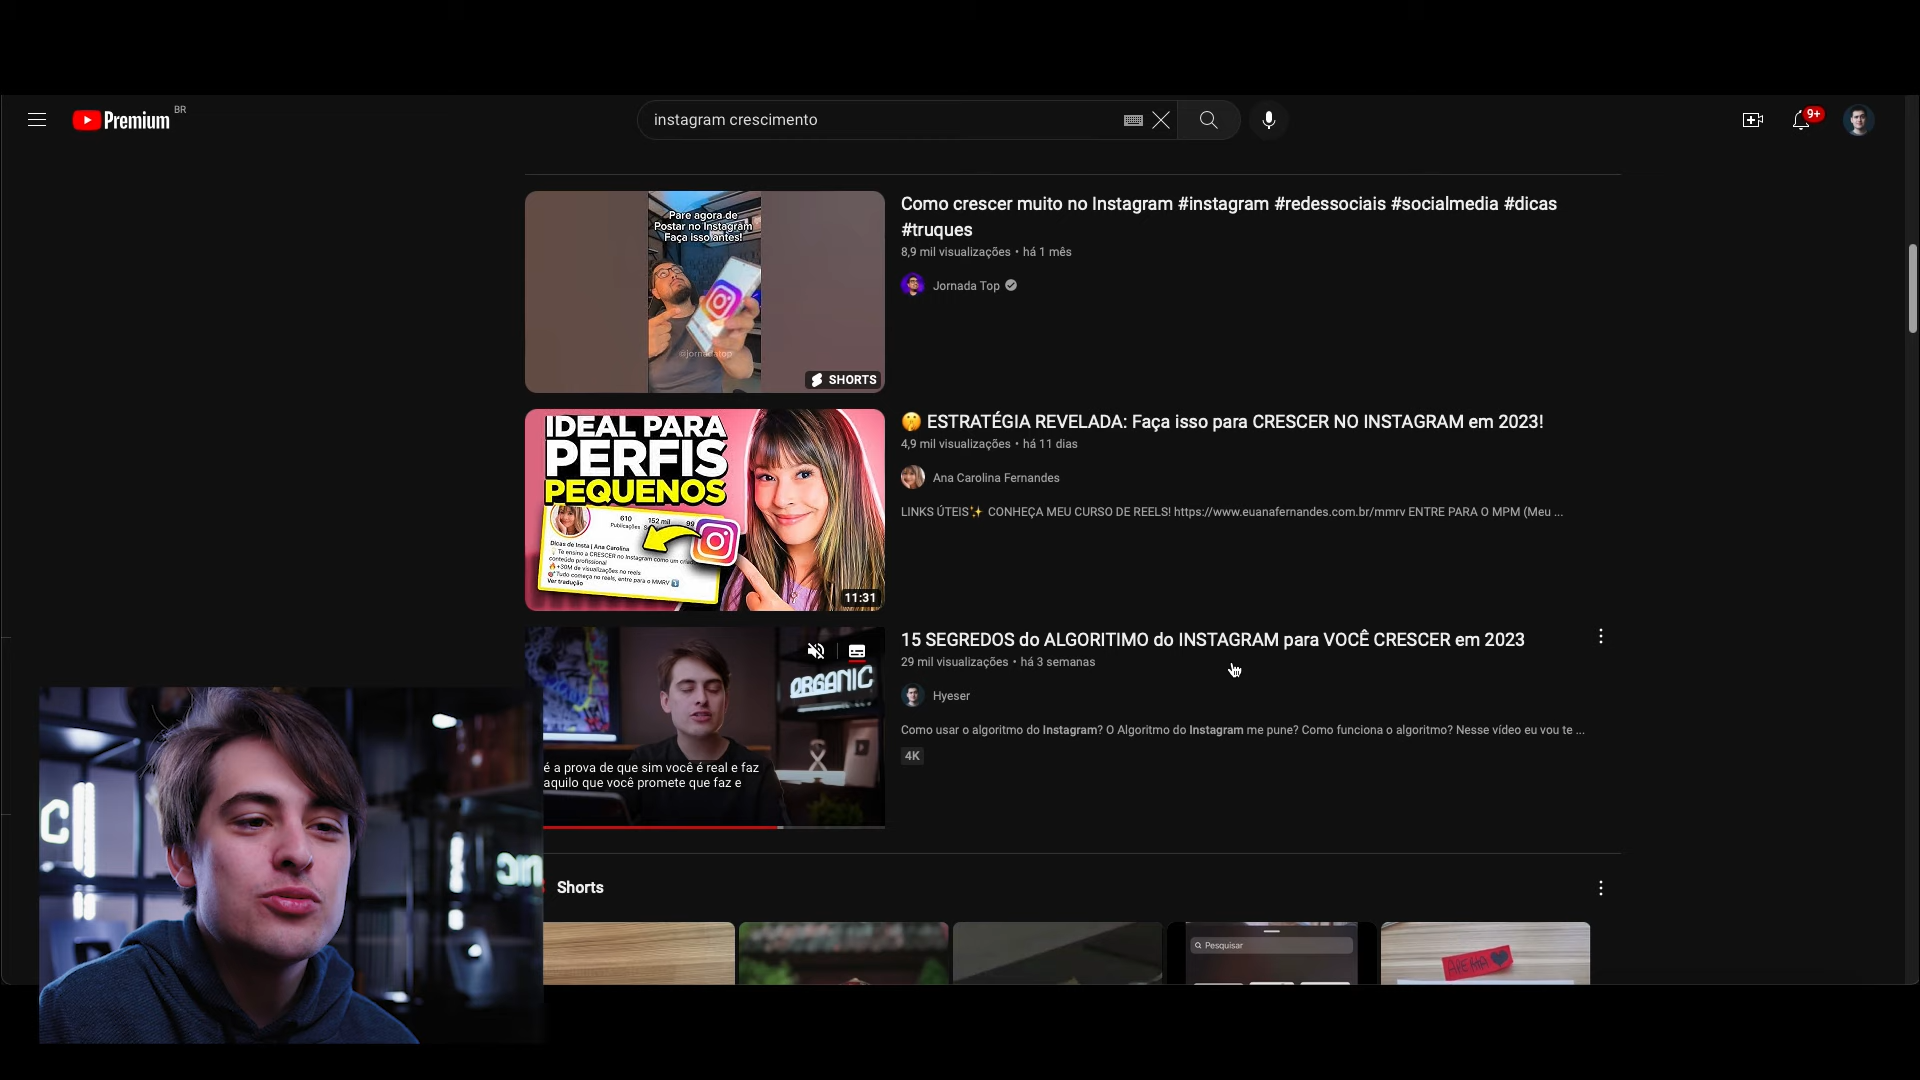 Premium BR
instagram crescimento
9+
Pare agora de
Postar no Instagram
Faça isso antes!
@jornadatop
SHORTS
Como crescer muito no Instagram #instagram #redessociais #socialmedia #dicas
#truques
8,9 mil visualizações • há 1 mês
Jornada Top
IDEAL PARA
PERFIS
PEQUENOS
610 152 mil 99
Publicações
Dicas de Insta | Ana Carolina
Te ensino a CRESCER no Instagram como um
conteúdo profissional
+30M de visualizações no reels
Tudo começa no reels, entre para o MMRV
Ver tradução
11:31
🤫 ESTRATÉGIA REVELADA: Faça isso para CRESCER NO INSTAGRAM em 2023!
4,9 mil visualizações • há 11 dias
Ana Carolina Fernandes
LINKS ÚTEIS✨ CONHEÇA MEU CURSO DE REELS! https://www.euanafernandes.com.br/mmrv ENTRE PARA O MPM (Meu ...
ORGANIC
é a prova de que sim você é real e faz
aquilo que você promete que faz e
15 SEGREDOS do ALGORITIMO do INSTAGRAM para VOCÊ CRESCER em 2023
29 mil visualizações • há 3 semanas
Hyeser
Como usar o algoritmo do Instagram? O Algoritmo do Instagram me pune? Como funciona o algoritmo? Nesse vídeo eu vou te ...
4K
Shorts
Pesquisar